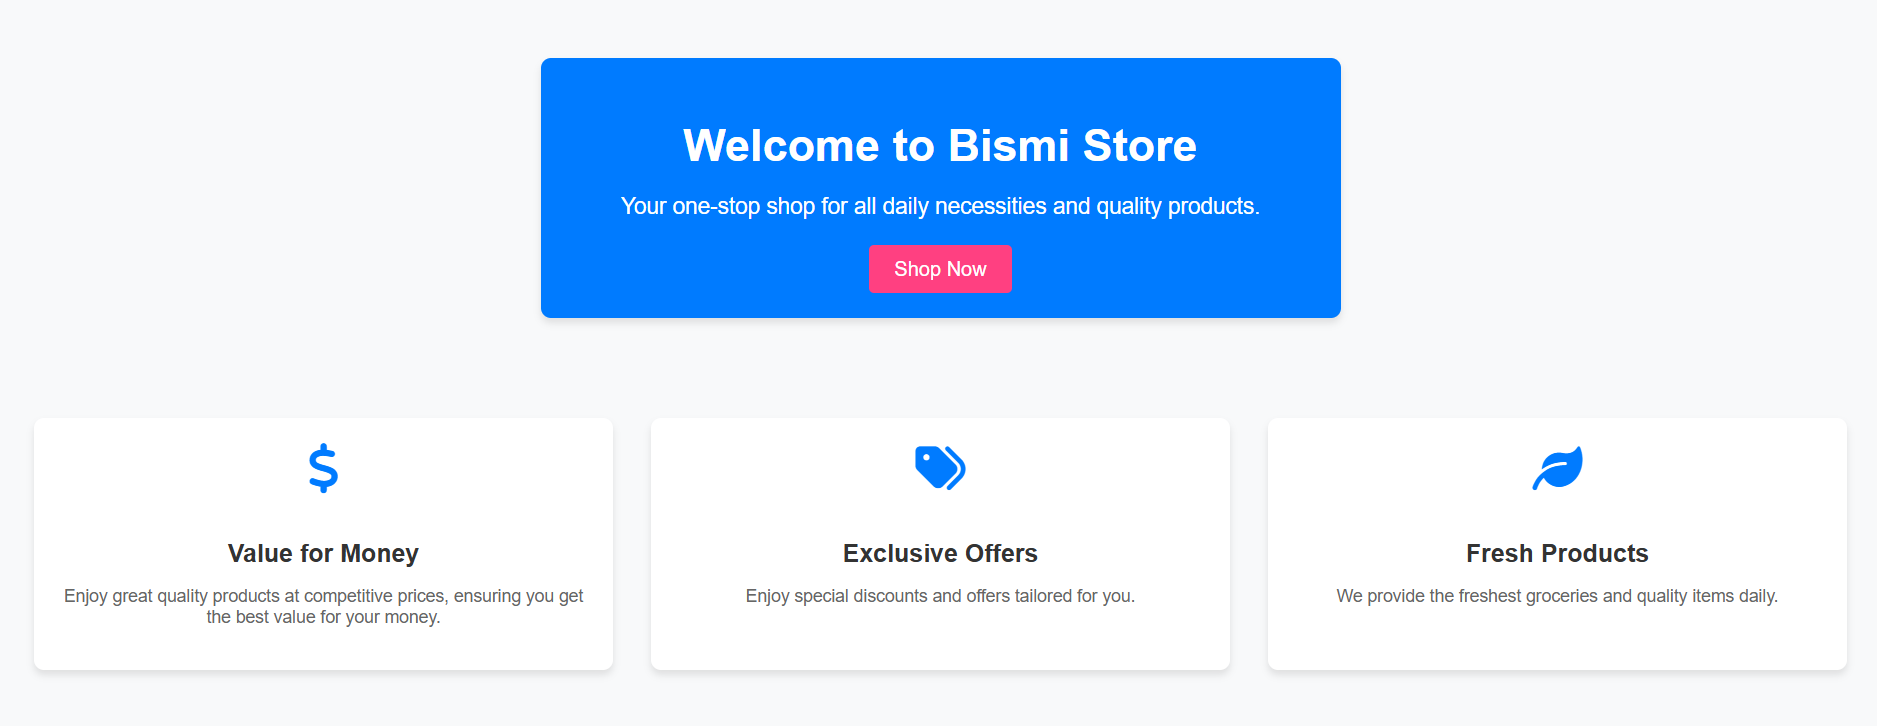 Welcome to Bismi Store
Your one-stop shop for all daily necessities and quality products.
Shop Now
Value for Money
Enjoy great quality products at competitive prices, ensuring you get
the best value for your money.
Exclusive Offers
Enjoy special discounts and offers tailored for you.
Fresh Products
We provide the freshest groceries and quality items daily.